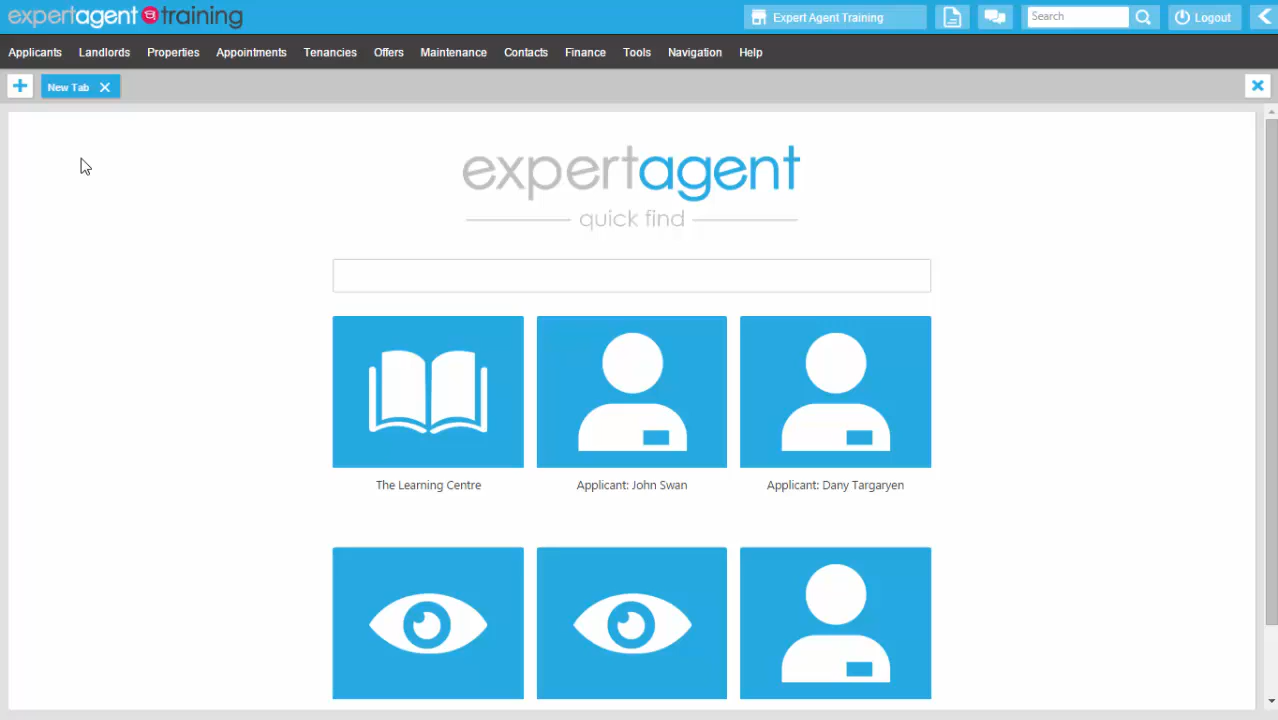 expertagent training
Expert Agent Training
Search
Logout
Applicants Landlords Properties Appointments Tenancies Offers Maintenance Contacts Finance Tools Navigation Help
New Tab
expertagent
quick find
The Learning Centre
Applicant: John Swan
Applicant: Dany Targaryen